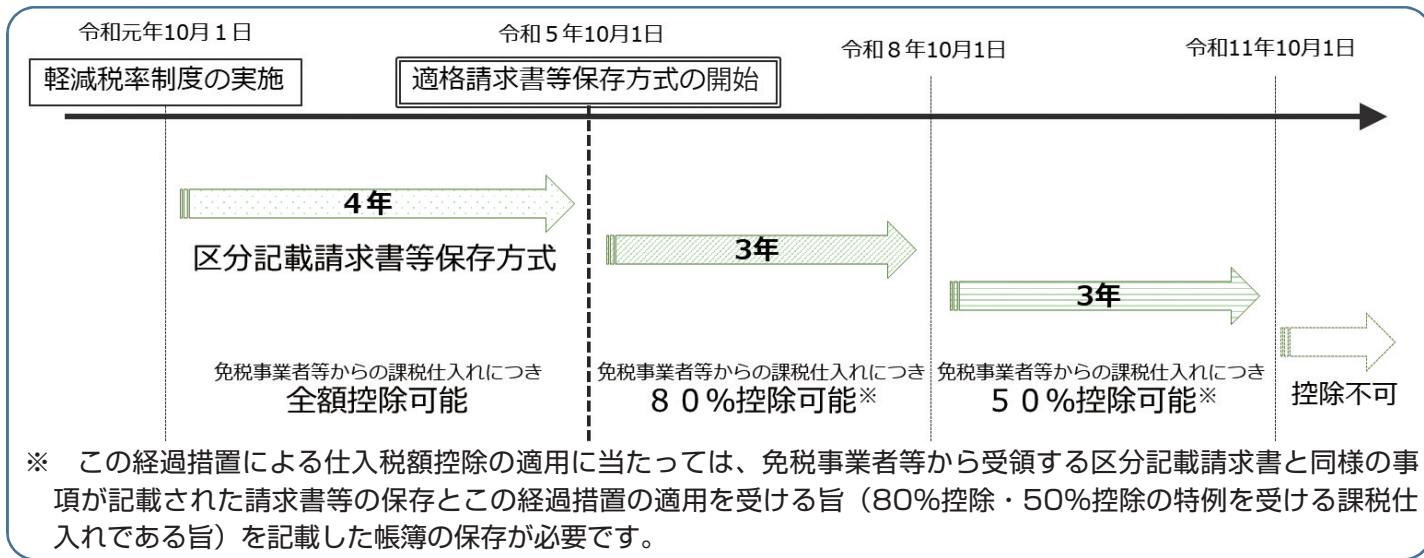 令和元年10月１日
令和５年10月1日
令和８年10月1日
令和11年10月1日
軽減税率制度の実施
適格請求書等保存方式の開始
４年
区分記載請求書等保存方式
3年
3年
免税事業者等からの課税仕入れにつき
全額控除可能
免税事業者等からの課税仕入れにつき
８０%控除可能※
免税事業者等からの課税仕入れにつき
５０%控除可能※
控除不可
※　この経過措置による仕入税額控除の適用に当たっては、免税事業者等から受領する区分記載請求書と同様の事
項が記載された請求書等の保存とこの経過措置の適用を受ける旨（80%控除・50%控除の特例を受ける課税仕
入れである旨）を記載した帳簿の保存が必要です。